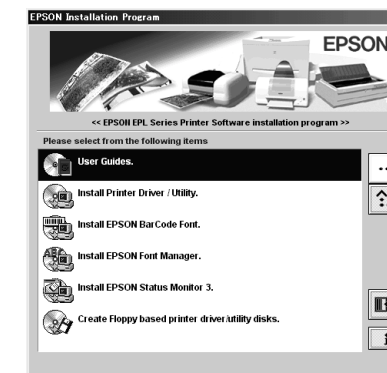 EPSON Installation Program
EPSON
<< EPSON EPL Series Printer Software installation program >>
Please select from the following items
User Guides.
Install Printer Driver / Utility.
Install EPSON BarCode Font.
Install EPSON Font Manager.
Install EPSON Status Monitor 3.
Create Floppy based printer driver/utility disks.